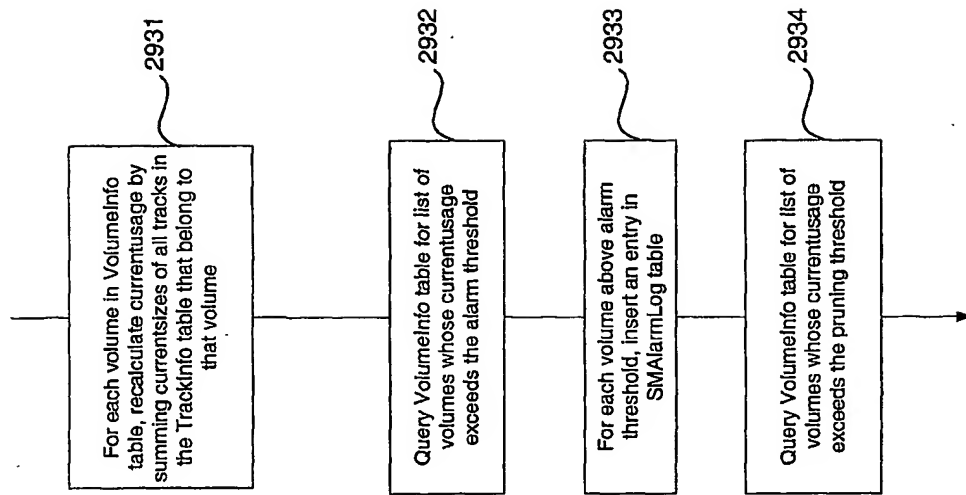 2931
For each volume in VolumeInfo
table, recalculate currentusage by
summing currentsizes of all tracks in
the TrackInfo table that belong to
that volume
2932
Query VolumeInfo table for list of
volumes whose currentusage
exceeds the alarm threshold
2933
For each volume above alarm
threshold, insert an entry in
SMAlarmLog table
2934
Query VolumeInfo table for list of
volumes whose currentusage
exceeds the pruning threshold